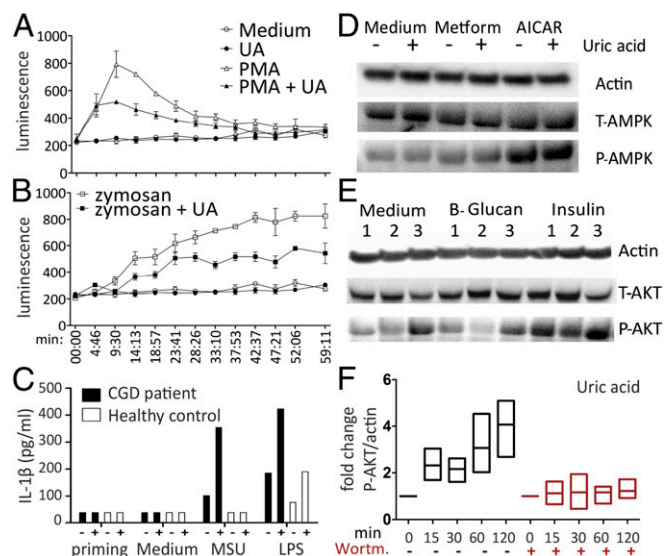 A
1000
800
600
400
200
luminescence
Medium
UA
PMA
PMA + UA
B
1000
800
600
400
200
0
luminescence
zymosan
zymosan + UA
min:
00:00
4:46
9:30
14:13
18:57
23:41
28:26
33:10
37:53
42:37
47:21
52:06
59:11
C
CGD patient
Healthy control
500
400
300
200
100
0
IL-1β (pg/ml)
- + - + - + - + - + - + - + - +
priming Medium MSU LPS
D
Medium Metform AICAR
- + - + - + Uric acid
Actin
T-AMPK
P-AMPK
E
Medium B- Glucan Insulin
1 2 3 1 2 3 1 2 3
Actin
T-AKT
P-AKT
F
Uric acid
6
4
2
0
fold change
P-AKT/actin
min 0 15 30 60 120 0 15 30 60 120
Wortm. - - - - - + + + + +